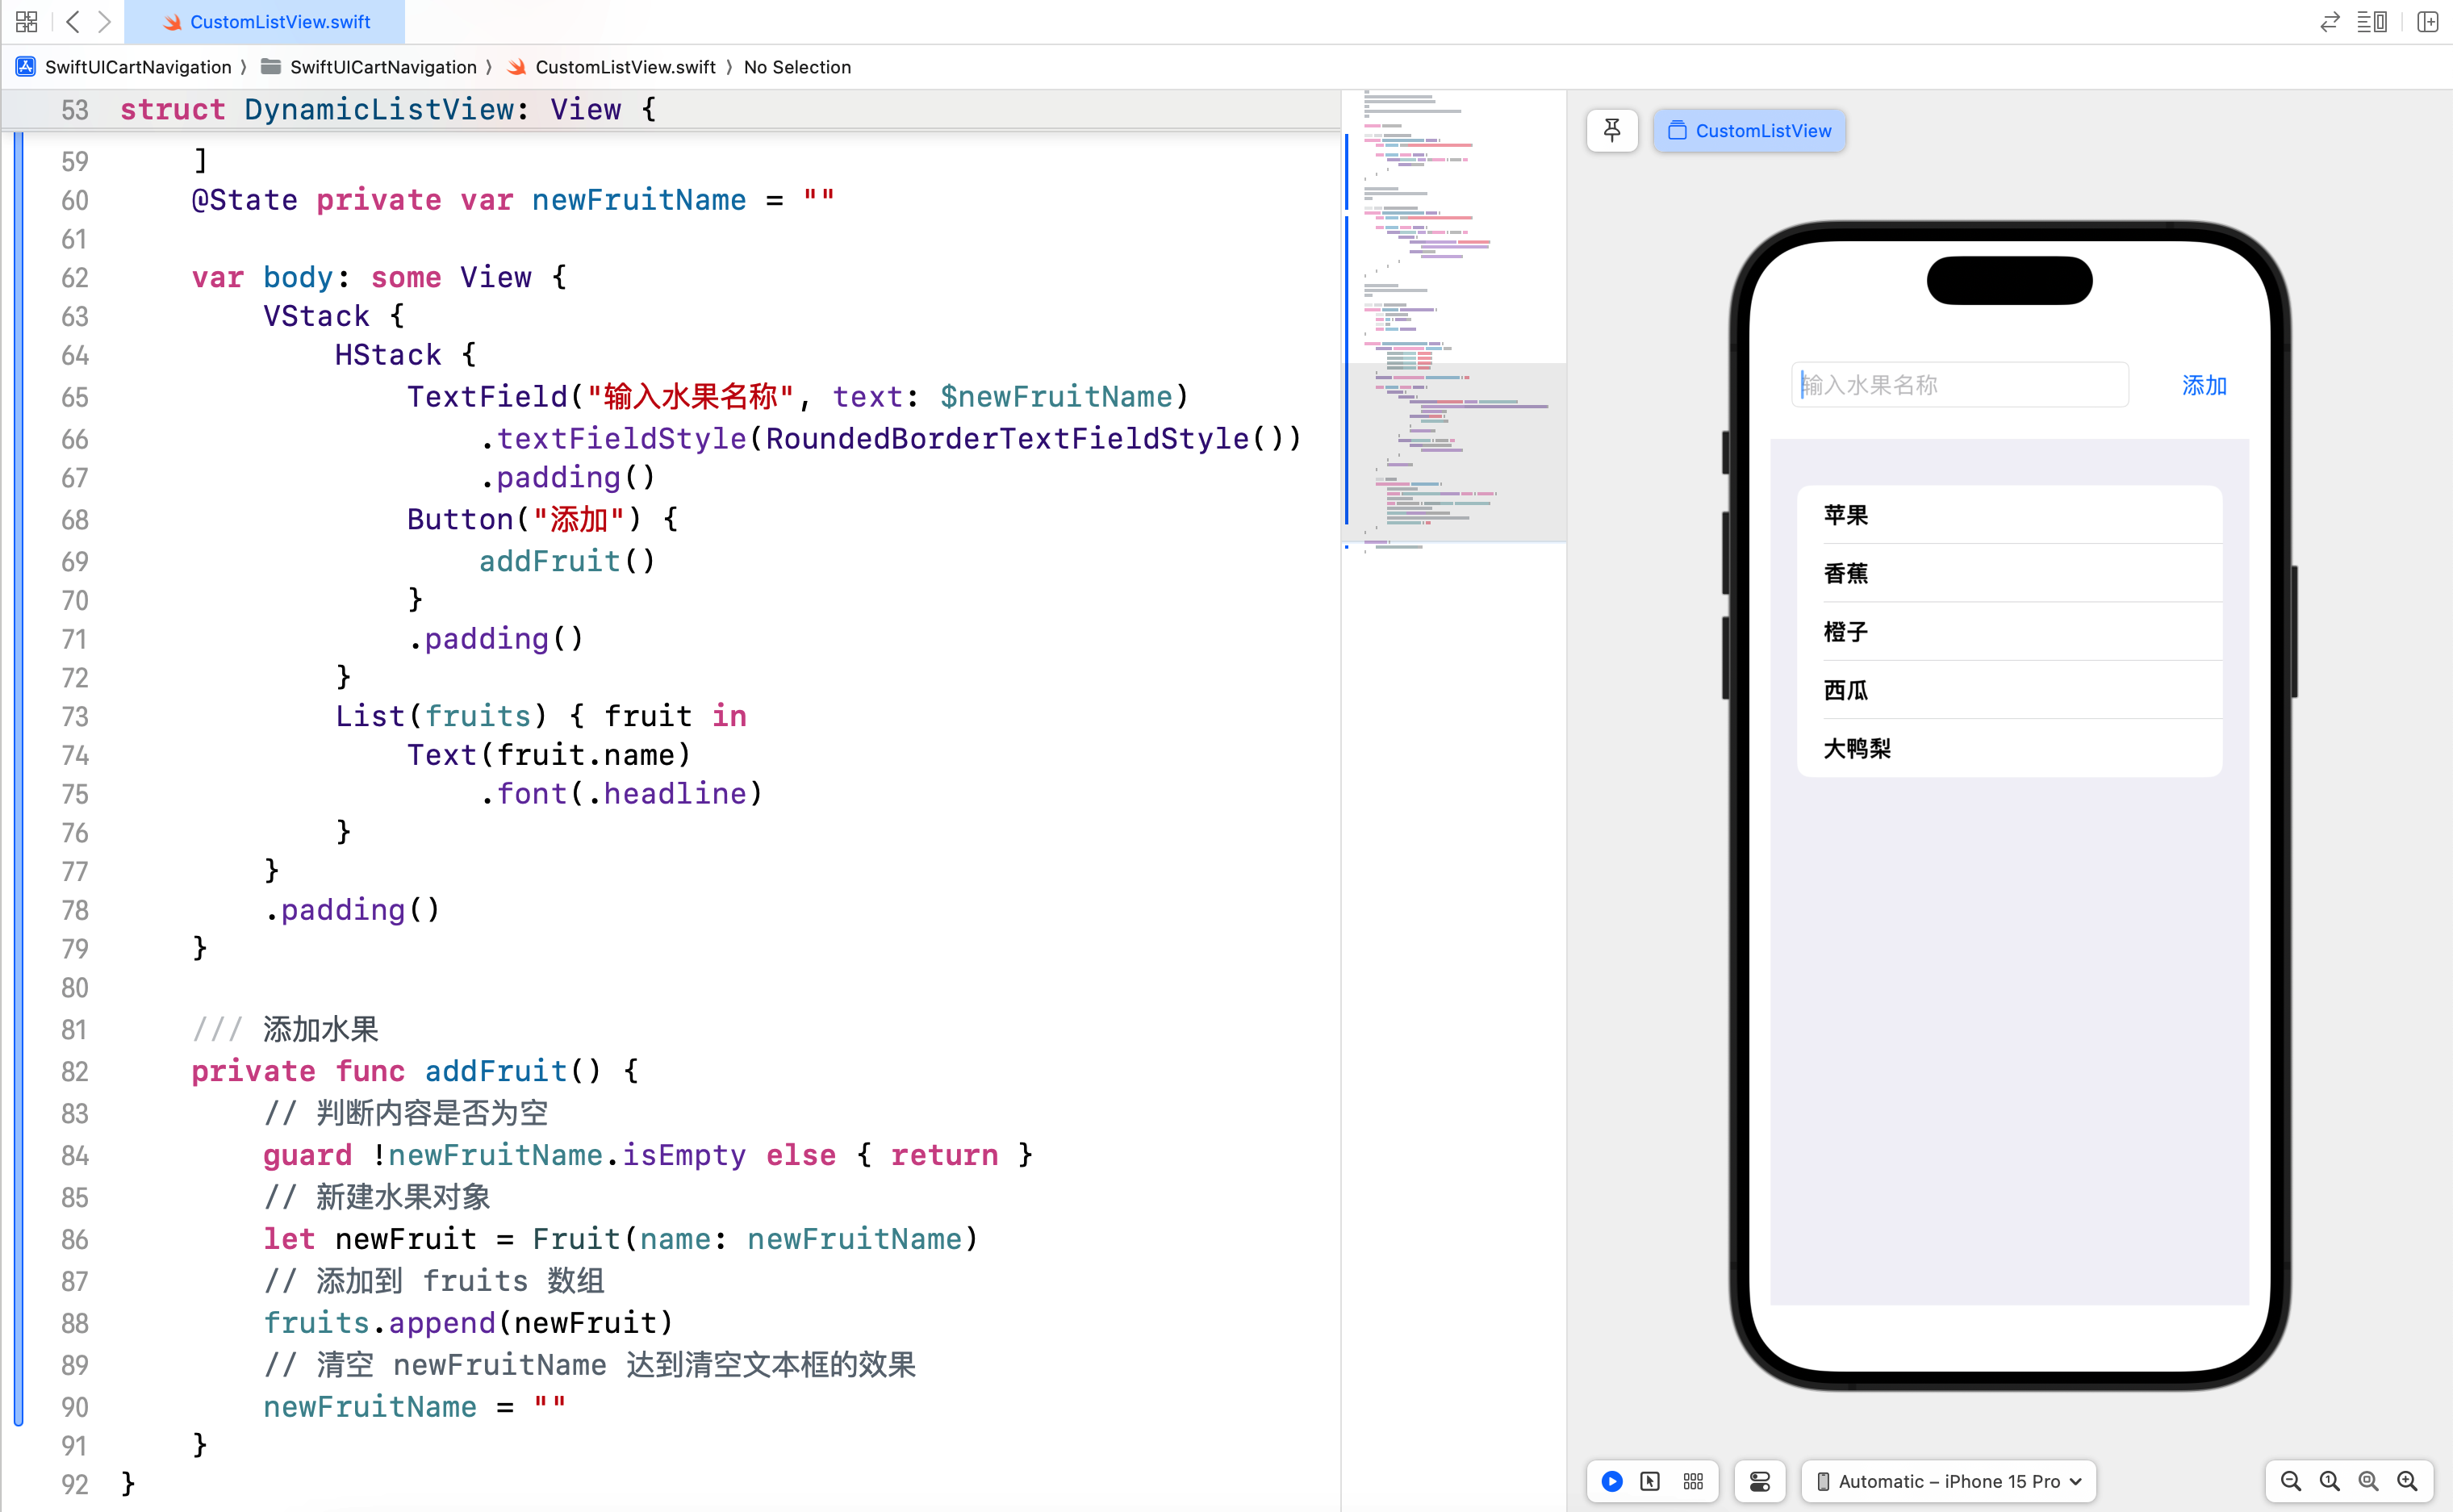 CustomListView.swift
SwiftUICartNavigation 〉 SwiftUICartNavigation 〉 CustomListView.swift 〉 No Selection
53 struct DynamicListView: View {
59 ]
60 @State private var newFruitName = ""
61
62 var body: some View {
63 VStack {
64 HStack {
65 TextField("输入水果名称", text: $newFruitName)
66 .textFieldStyle(RoundedBorderTextFieldStyle())
67 .padding()
68 Button("添加") {
69 addFruit()
70 }
71 .padding()
72 }
73 List(fruits) { fruit in
74 Text(fruit.name)
75 .font(.headline)
76 }
77 }
78 .padding()
79 }
80
81 /// 添加水果
82 private func addFruit() {
83 // 判断内容是否为空
84 guard !newFruitName.isEmpty else { return }
85 // 新建水果对象
86 let newFruit = Fruit(name: newFruitName)
87 // 添加到 fruits 数组
88 fruits.append(newFruit)
89 // 清空 newFruitName 达到清空文本框的效果
90 newFruitName = ""
91 }
92 }
CustomListView
输入水果名称 添加
苹果
香蕉
橙子
西瓜
大鸭梨
Automatic – iPhone 15 Pro